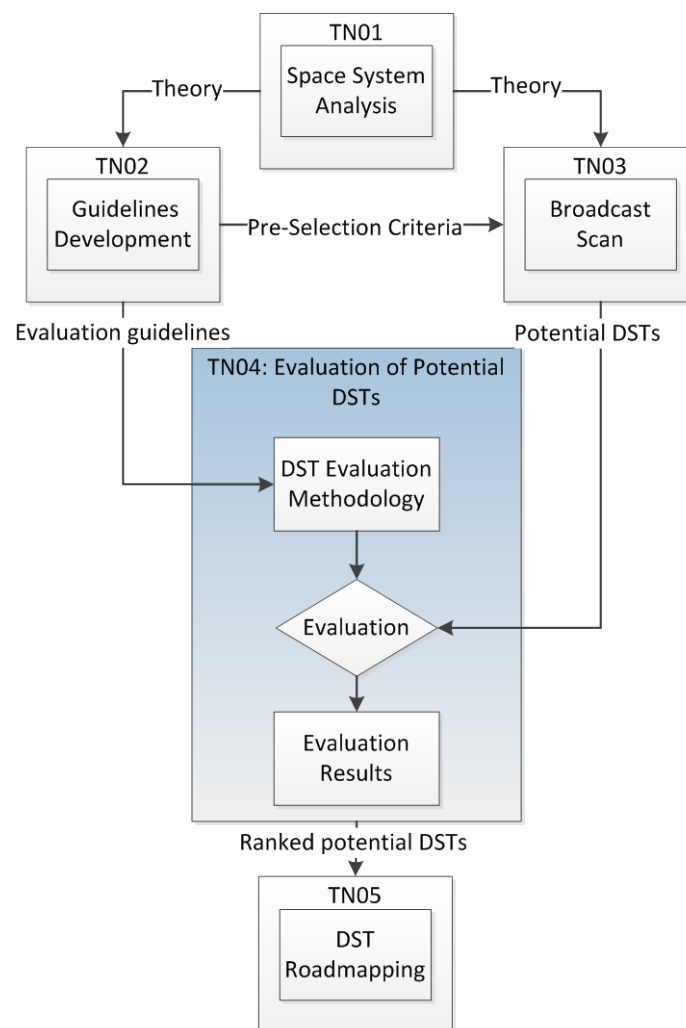 TN01
Space System
Analysis
Theory
Theory
TN02
Guidelines
Development
Pre-Selection Criteria
TN03
Broadcast
Scan
Evaluation guidelines
Potential DSTs
TN04: Evaluation of Potential
DSTs
DST Evaluation
Methodology
Evaluation
Evaluation
Results
Ranked potential DSTs
TN05
DST
Roadmapping